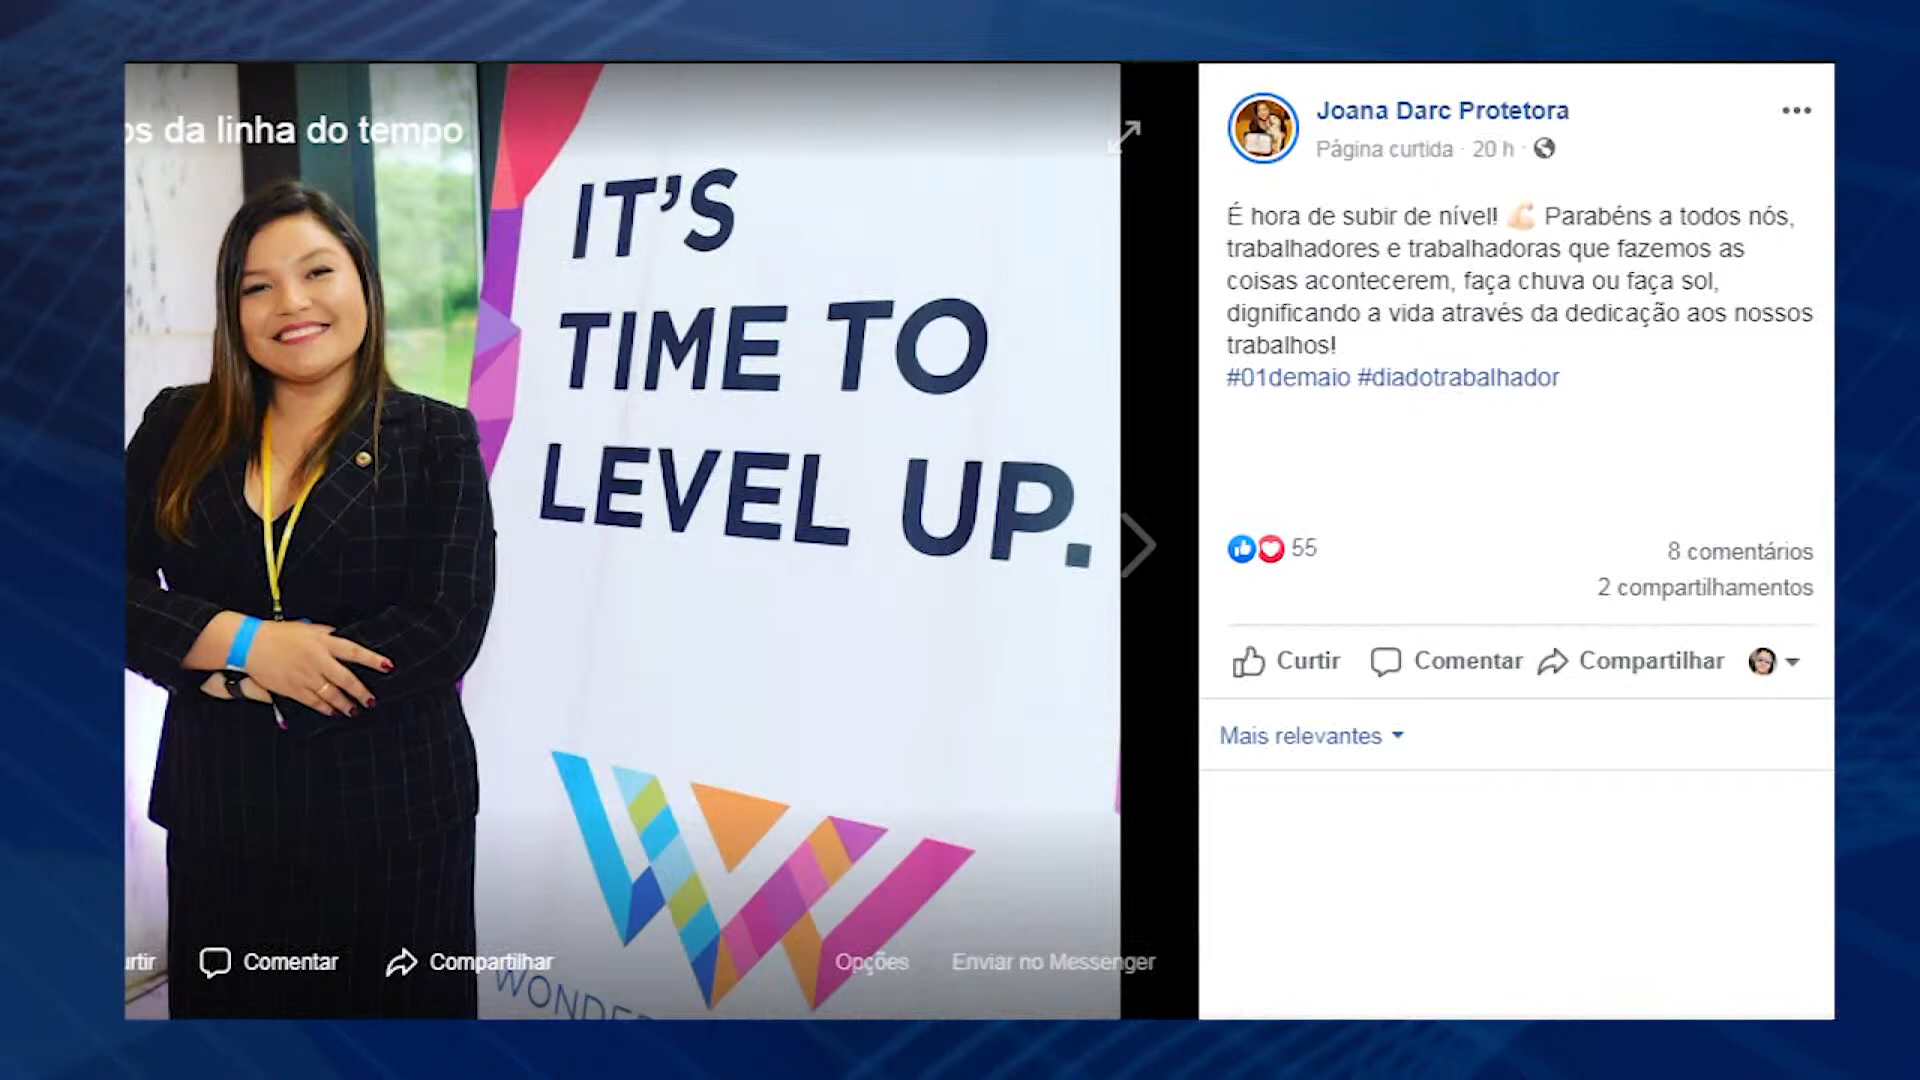 os da linha do tempo
IT'S
TIME TO
LEVEL UP.
Comentar
Compartilhar
Opções
Enviar no Messenger
Joana Darc Protetora
Página curtida · 20 h ·
É hora de subir de nível! 💪🏻 Parabéns a todos nós,
trabalhadores e trabalhadoras que fazemos as
coisas acontecerem, faça chuva ou faça sol,
dignificando a vida através da dedicação aos nossos
trabalhos!
#01demaio #diadotrabalhador
55
8 comentários
2 compartilhamentos
Curtir
Comentar
Compartilhar
Mais relevantes